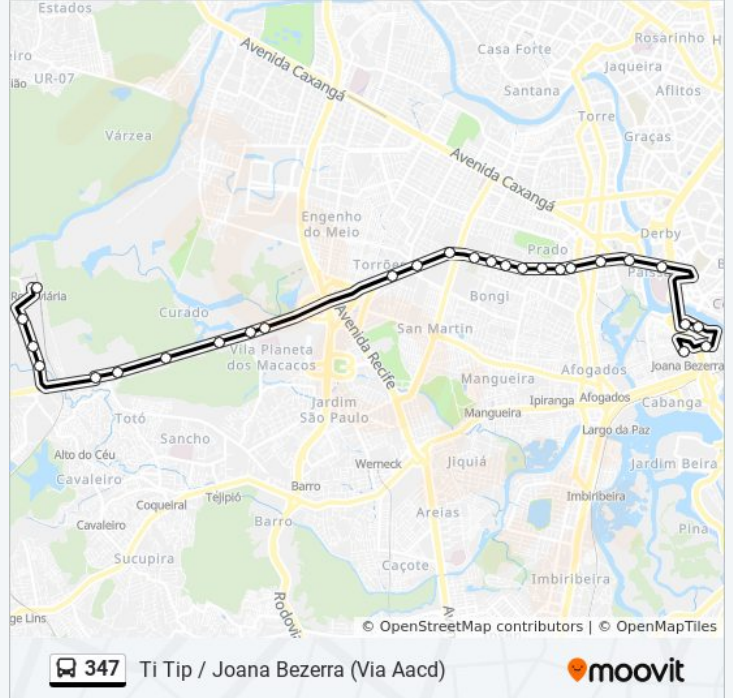 Estados
Rosarinho
Avenida Caxangá
Casa Forte
UR-07
Jaqueira
Santana
Aflitos
Torre
Várzea
Graças
Avenida Caxangá
Engenho
do Meio
Derby
Prado
Curado
Bongi
San Martin
Avenida Recife
Vila Planeta
dos Macacos
Joana Bezerra
Afogados
Mangueira
Jardim
São Paulo
Ipiranga
Afogados
Cabanga
Mangueira
Totó
Largo da Paz
Sancho
Alto do Céu
Werneck
Jiquiá
Jardim Beira
Cavaleiro
Barro
Tejipió
Imbiribeira
Coqueiral
Areias
Barro
Cavaleiro
Pina
Sucupira
Caçote
Imbiribeira
ge Lins
© OpenStreetMap contributors | © OpenMapTiles
347 Ti Tip / Joana Bezerra (Via Aacd)
moovit